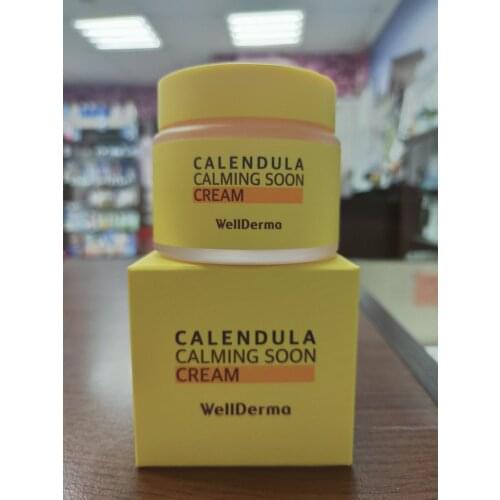 CALENDULA
CALMING SOON
CREAM
WellDerma
CALENDULA
CALMING SOON
CREAM
WellDerma